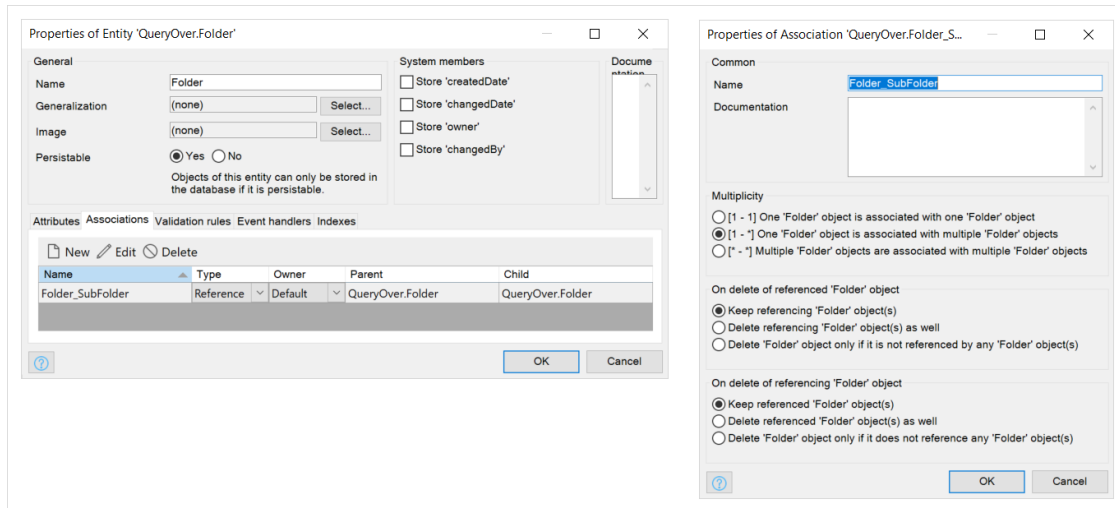 Properties of Entity 'QueryOver.Folder'
General
Name
Folder
Generalization
(none)
Select...
Image
(none)
Select...
Persistable
Yes
No
Objects of this entity can only be stored in
the database if it is persistable.
System members
Store 'createdDate'
Store 'changedDate'
Store 'owner'
Store 'changedBy'
Docume
ntation
Attributes Associations Validation rules Event handlers Indexes
New Edit Delete
Name Type Owner Parent Child
Folder_SubFolder Reference Default QueryOver.Folder QueryOver.Folder
OK
Cancel
Properties of Association 'QueryOver.Folder_S...
Common
Name
Folder_SubFolder
Documentation
Multiplicity
[1 - 1] One 'Folder' object is associated with one 'Folder' object
[1 - *] One 'Folder' object is associated with multiple 'Folder' objects
[* - *] Multiple 'Folder' objects are associated with multiple 'Folder' objects
On delete of referenced 'Folder' object
Keep referencing 'Folder' object(s)
Delete referencing 'Folder' object(s) as well
Delete 'Folder' object only if it is not referenced by any 'Folder' object(s)
On delete of referencing 'Folder' object
Keep referenced 'Folder' object(s)
Delete referenced 'Folder' object(s) as well
Delete 'Folder' object only if it does not reference any 'Folder' object(s)
OK
Cancel